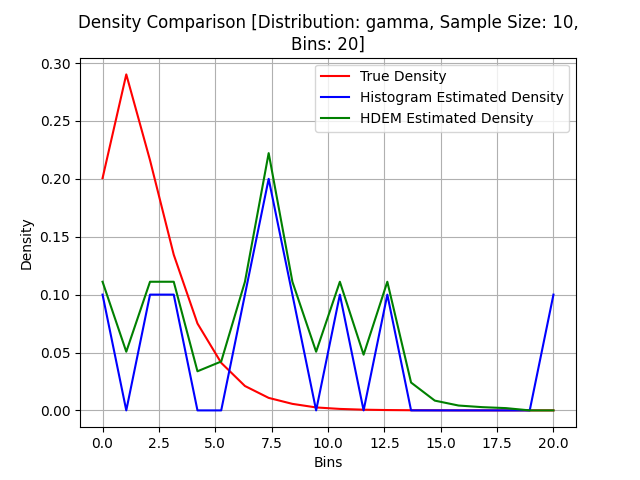 Density Comparison [Distribution: gamma, Sample Size: 10,
Bins: 20]
0.30
0.25
0.20
0.15
0.10
0.05
0.00
Density
True Density
Histogram Estimated Density
HDEM Estimated Density
0.0 2.5 5.0 7.5 10.0 12.5 15.0 17.5 20.0
Bins